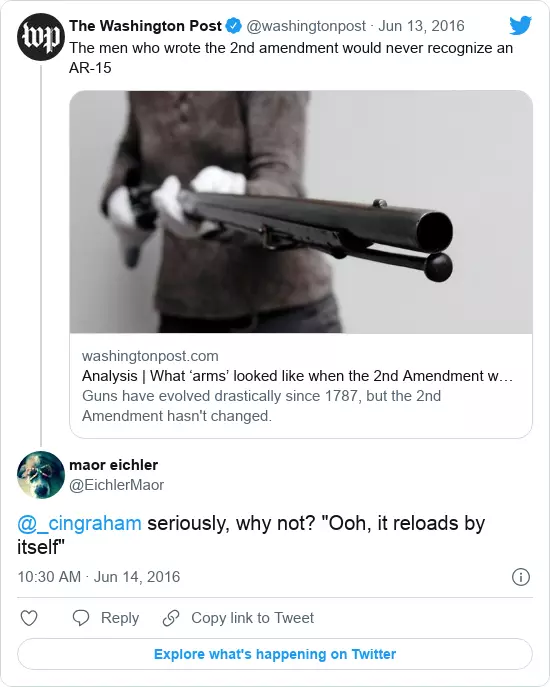 wp
The Washington Post @washingtonpost · Jun 13, 2016
The men who wrote the 2nd amendment would never recognize an
AR-15
washingtonpost.com
Analysis | What ‘arms’ looked like when the 2nd Amendment w…
Guns have evolved drastically since 1787, but the 2nd
Amendment hasn't changed.
maor eichler
@EichlerMaor
@_cingraham seriously, why not? "Ooh, it reloads by
itself"
10:30 AM · Jun 14, 2016
Reply Copy link to Tweet
Explore what's happening on Twitter